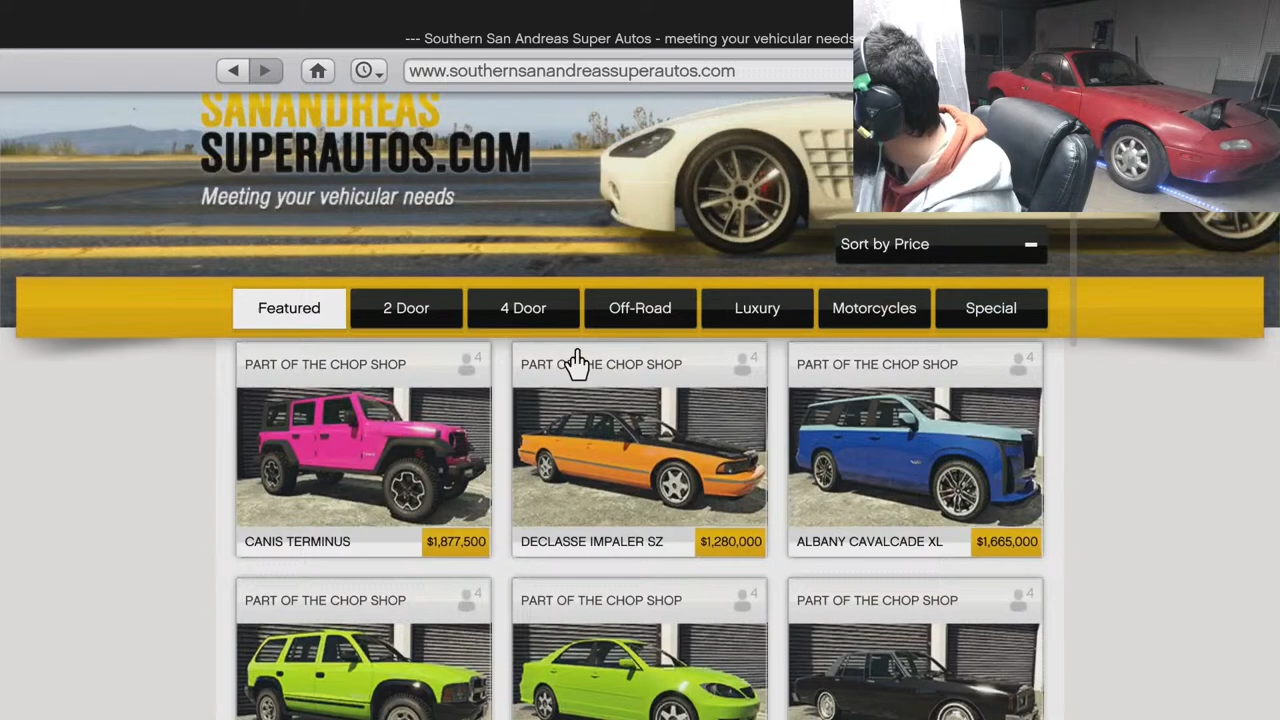 --- Southern San Andreas Super Autos - meeting your vehicular needs
www.southernsanandreassuperautos.com
SANANDREAS
SUPERAUTOS.COM
Meeting your vehicular needs
Sort by Price
Featured
2 Door
4 Door
Off-Road
Luxury
Motorcycles
Special
PART OF THE CHOP SHOP 4
PART OF THE CHOP SHOP 4
PART OF THE CHOP SHOP 4
CANIS TERMINUS $1,877,500
DECLASSE IMPALER SZ $1,280,000
ALBANY CAVALCADE XL $1,665,000
PART OF THE CHOP SHOP 4
PART OF THE CHOP SHOP 4
PART OF THE CHOP SHOP 4